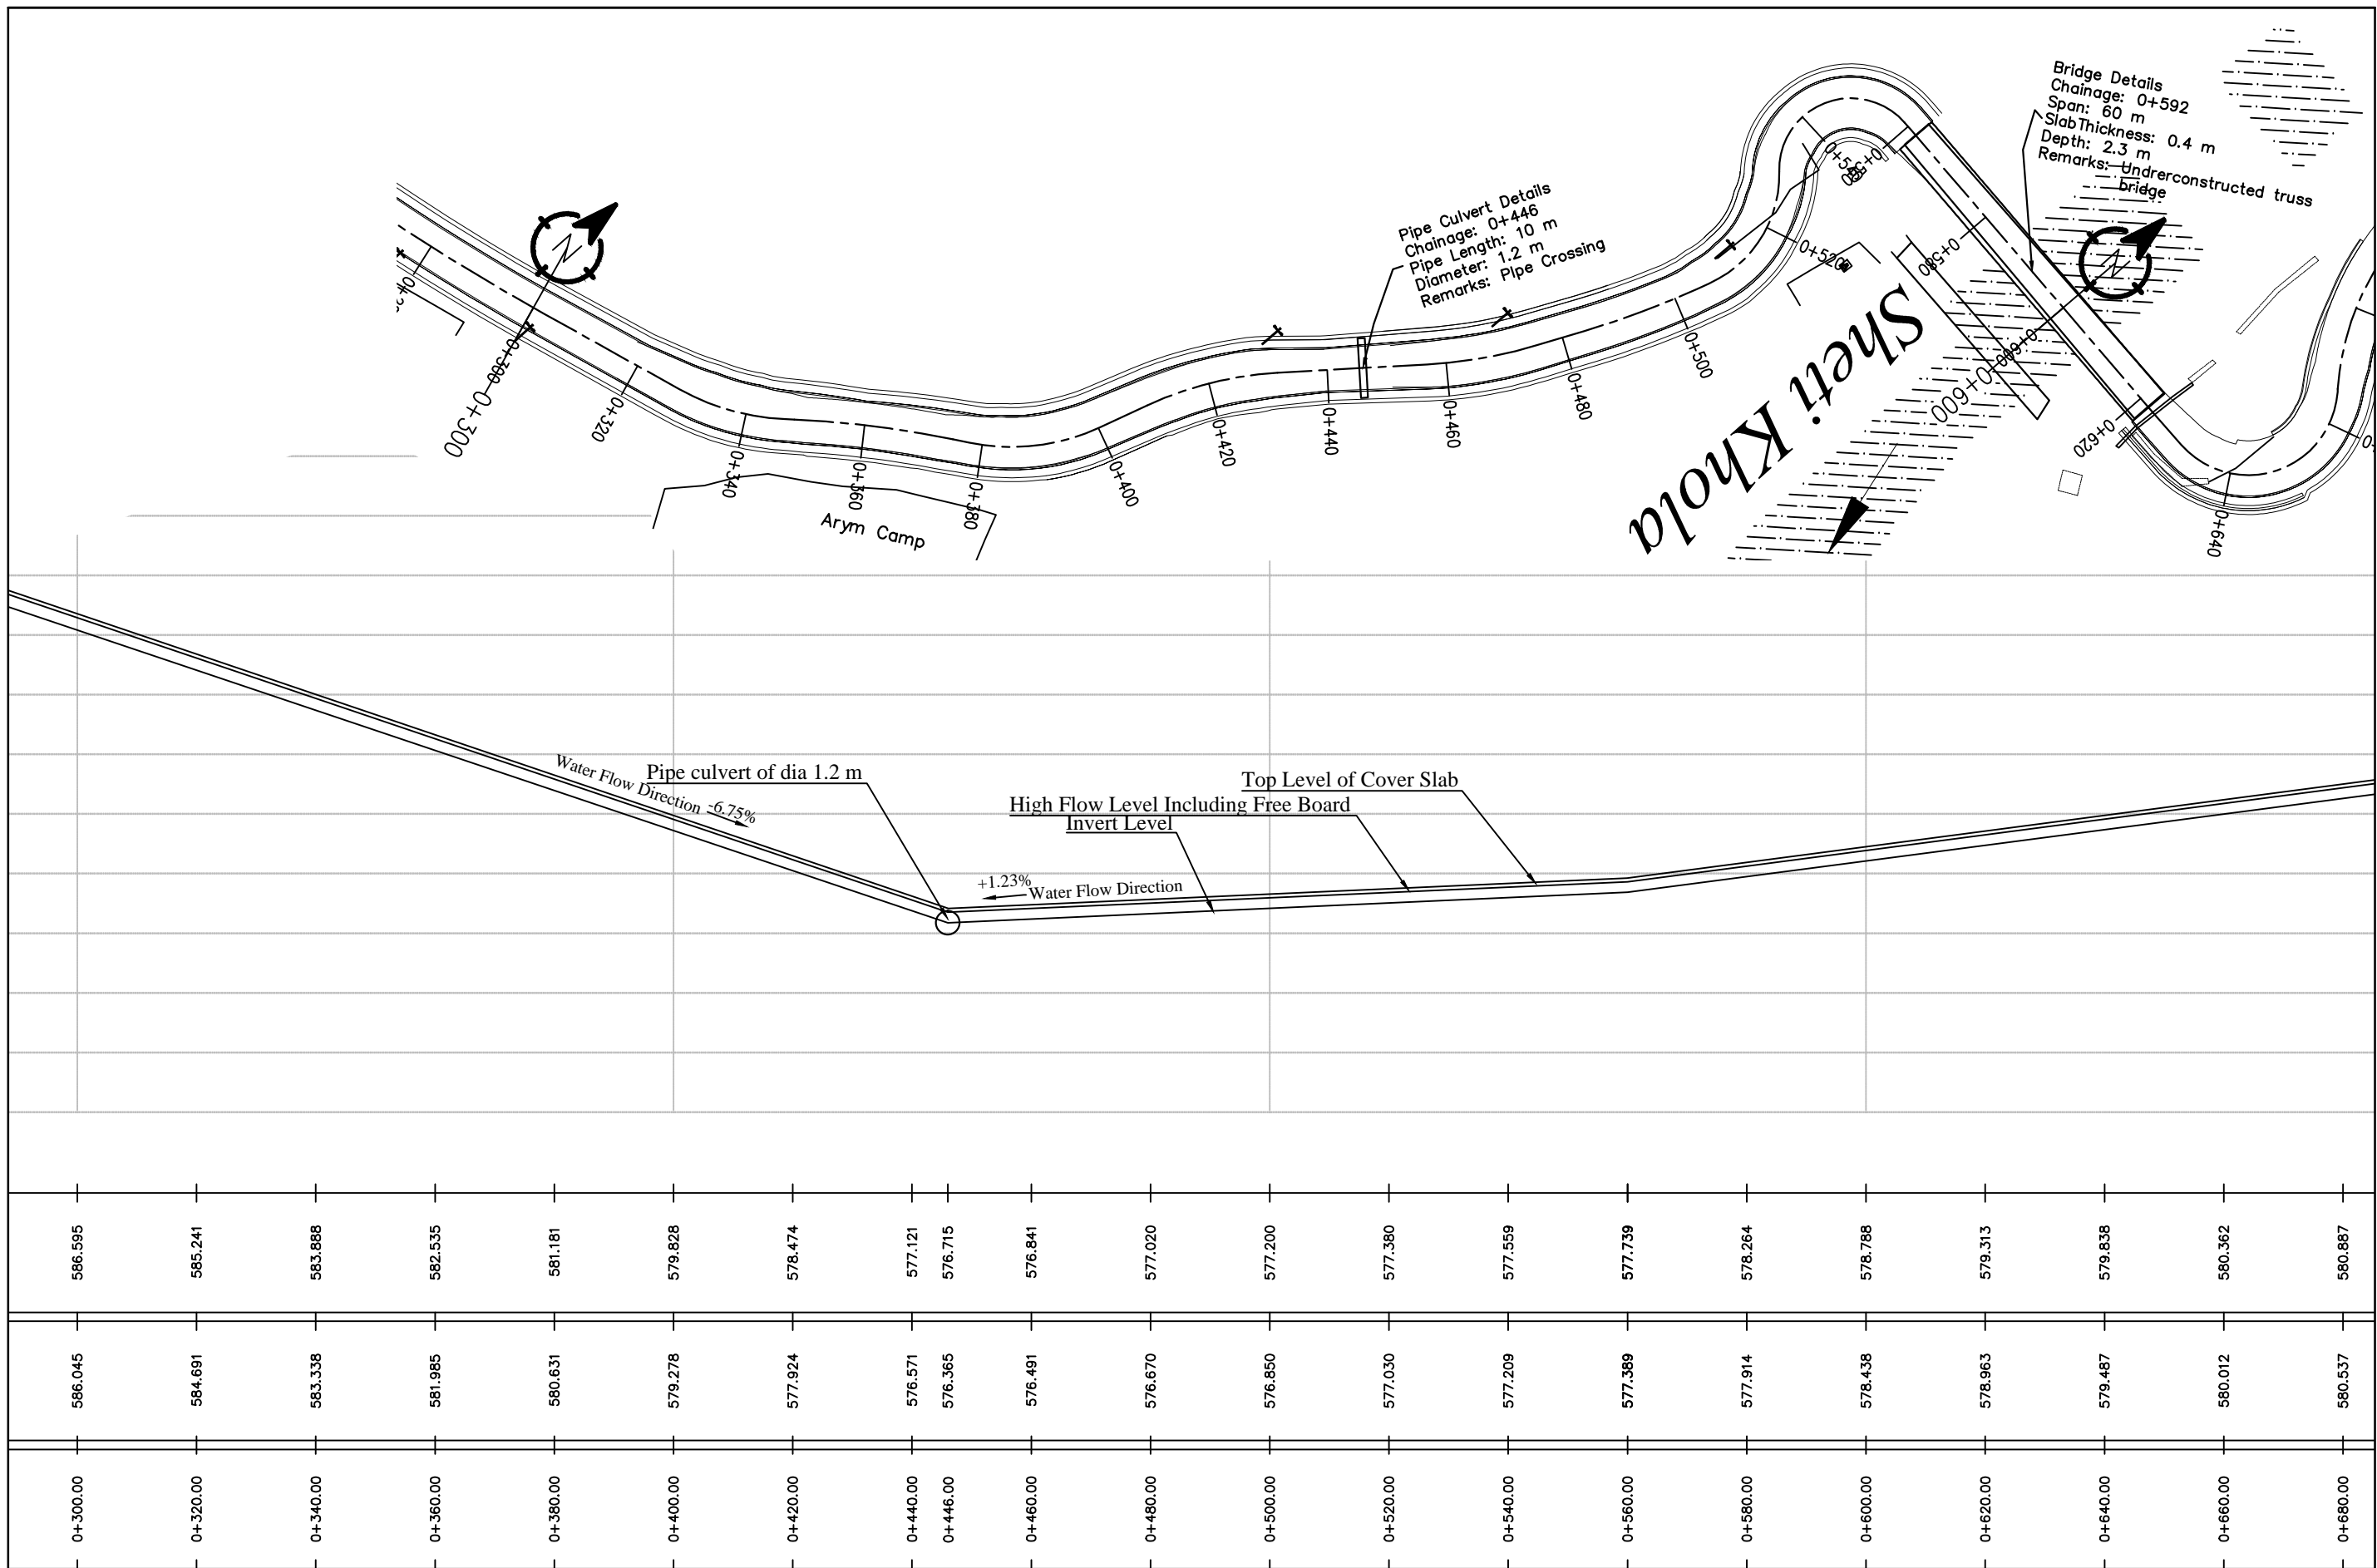 Bridge Details
Chainage: 0+592
Span: 60 m
SlabThickness: 0.4 m
Depth: 2.3 m
Remarks: Undrerconstructed truss
bridge
Pipe Culvert Details
Chainage: 0+446
Pipe Length: 10 m
Diameter: 1.2 m
Remarks: Pipe Crossing
N
N
0+300
0+300
0+320
0+340
0+360
0+380
0+400
0+420
0+440
0+460
0+480
0+500
0+520
0+540
0+560
0+580
0+600
0+600
0+620
0+640
Arym Camp
Sheti Khola
Water Flow Direction
-6.75%
Pipe culvert of dia 1.2 m
Top Level of Cover Slab
High Flow Level Including Free Board
Invert Level
+1.23%
Water Flow Direction
586.595 585.241 583.888 582.535 581.181 579.828 578.474 577.121 576.715 576.841 577.020 577.200 577.380 577.559 577.739 578.264 578.788 579.313 579.838 580.362 580.887
586.045 584.691 583.338 581.985 580.631 579.278 577.924 576.571 576.365 576.491 576.670 576.850 577.030 577.209 577.389 577.914 578.438 578.963 579.487 580.012 580.537
0+300.00 0+320.00 0+340.00 0+360.00 0+380.00 0+400.00 0+420.00 0+440.00 0+446.00 0+460.00 0+480.00 0+500.00 0+520.00 0+540.00 0+560.00 0+580.00 0+600.00 0+620.00 0+640.00 0+660.00 0+680.00